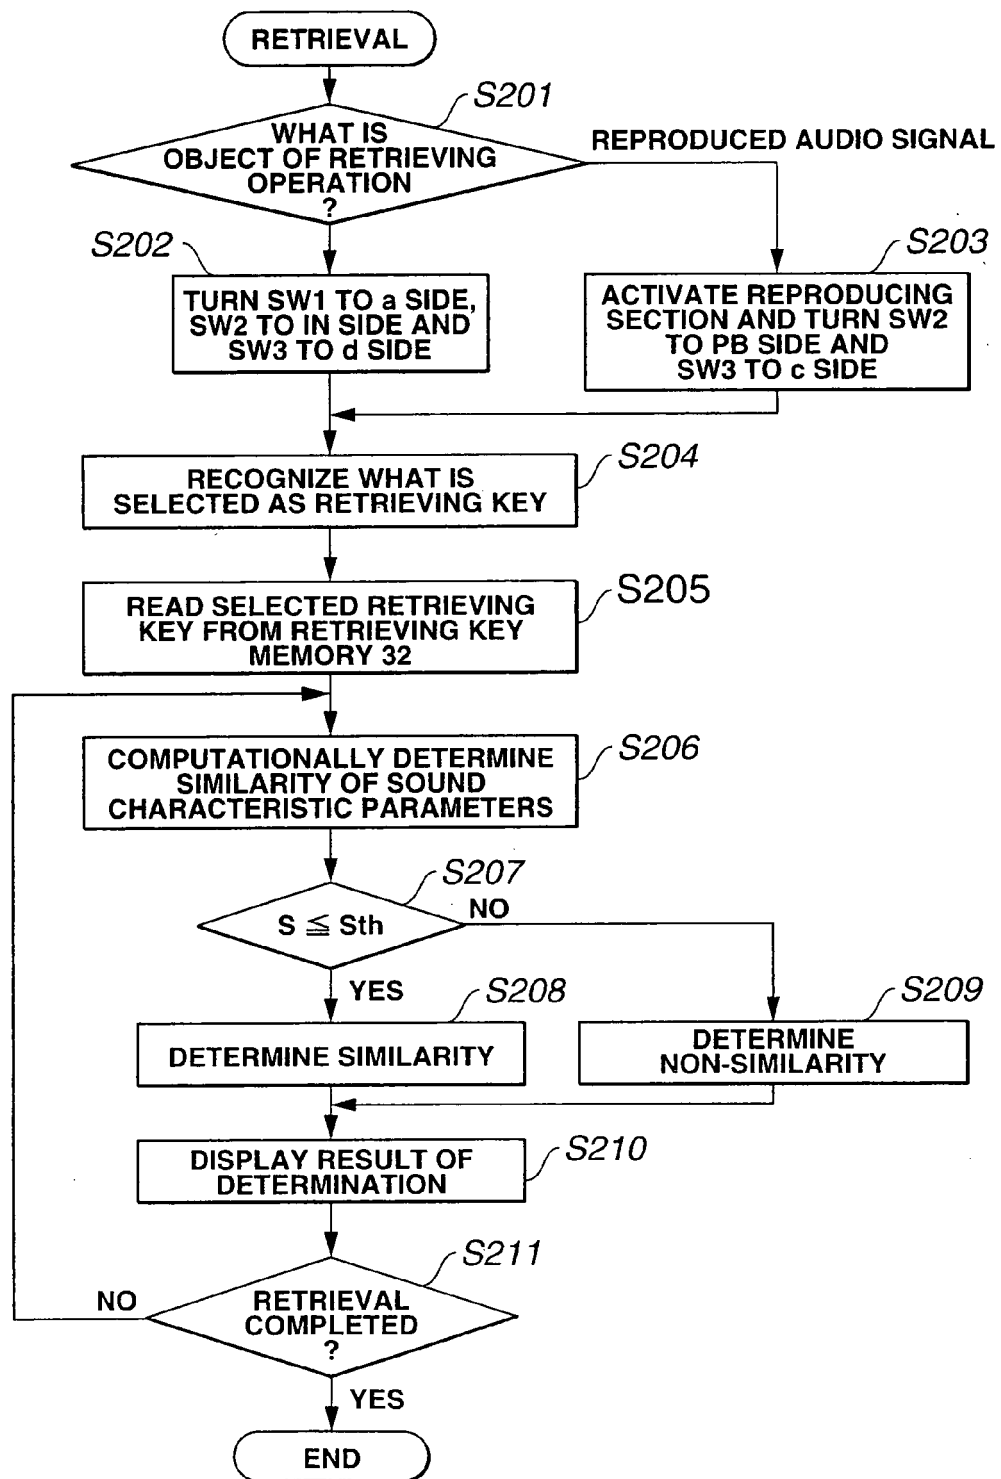 RETRIEVAL
S201
WHAT IS
OBJECT OF RETRIEVING
OPERATION
?
REPRODUCED AUDIO SIGNAL
S202
TURN SW1 TO a SIDE,
SW2 TO IN SIDE AND
SW3 TO d SIDE
S203
ACTIVATE REPRODUCING
SECTION AND TURN SW2
TO PB SIDE AND
SW3 TO c SIDE
S204
RECOGNIZE WHAT IS
SELECTED AS RETRIEVING KEY
S205
READ SELECTED RETRIEVING
KEY FROM RETRIEVING KEY
MEMORY 32
S206
COMPUTATIONALLY DETERMINE
SIMILARITY OF SOUND
CHARACTERISTIC PARAMETERS
S207
S ≦ Sth
NO
YES
S208
DETERMINE SIMILARITY
S209
DETERMINE
NON-SIMILARITY
S210
DISPLAY RESULT OF
DETERMINATION
S211
RETRIEVAL
COMPLETED
?
NO
YES
END